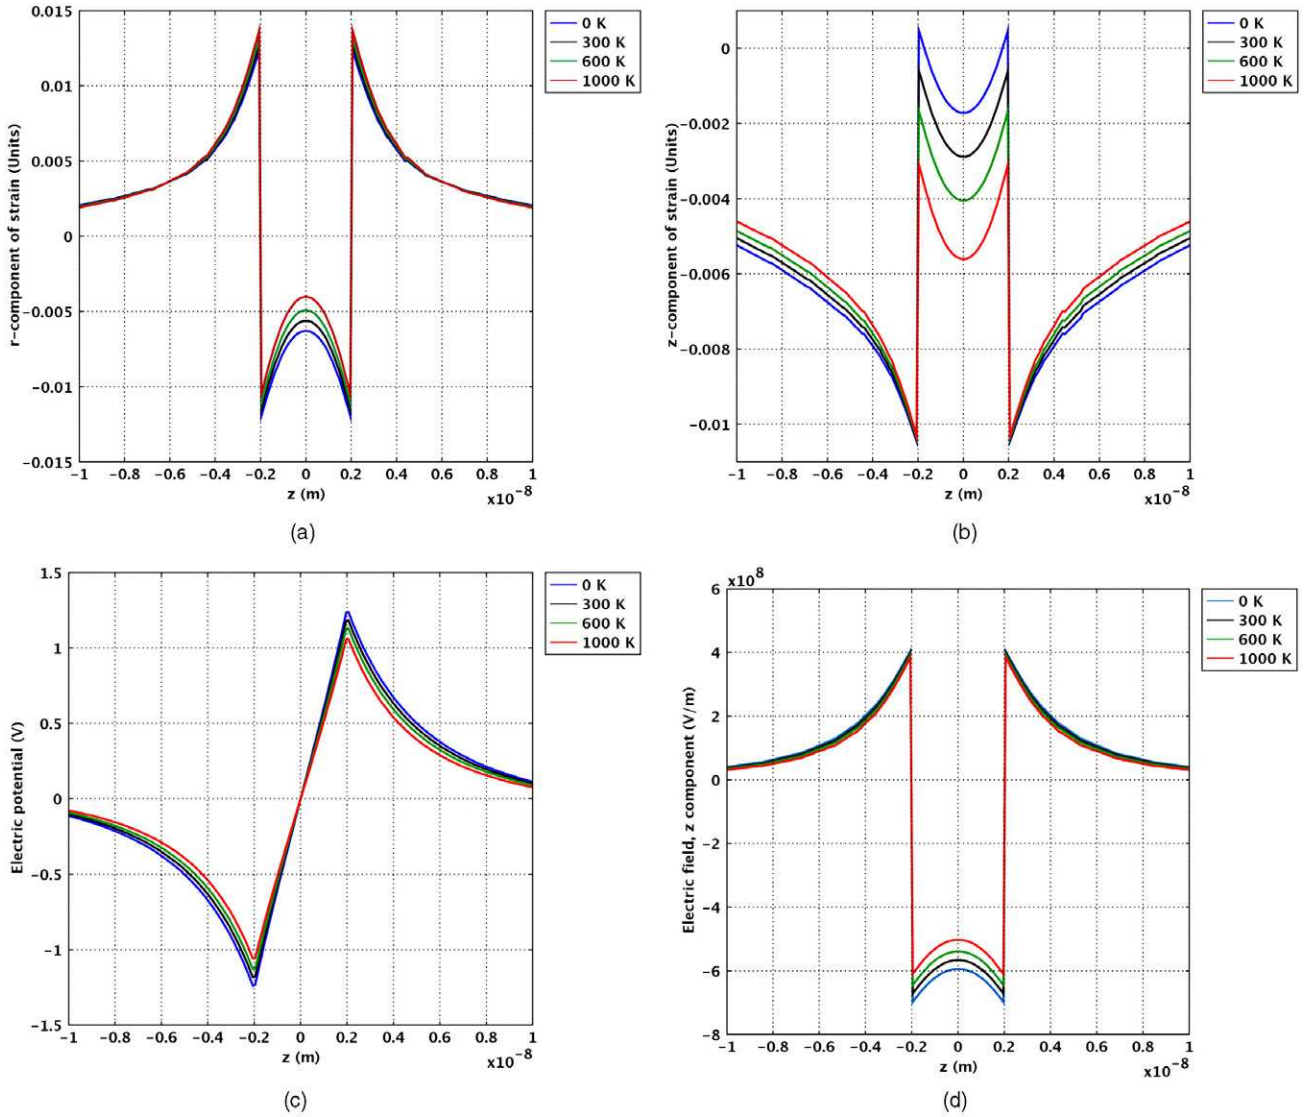 r−component of strain (Units)
0.015
0.01
0.005
0
−0.005
−0.01
−0.015
−1 −0.8 −0.6 −0.4 −0.2 0 0.2 0.4 0.6 0.8 1
z (m)
x10⁻⁸
0 K
300 K
600 K
1000 K
(a)
z−component of strain (Units)
0
−0.002
−0.004
−0.006
−0.008
−0.01
−1 −0.8 −0.6 −0.4 −0.2 0 0.2 0.4 0.6 0.8 1
z (m)
x10⁻⁸
0 K
300 K
600 K
1000 K
(b)
Electric potential (V)
1.5
1
0.5
0
−0.5
−1
−1.5
−1 −0.8 −0.6 −0.4 −0.2 0 0.2 0.4 0.6 0.8 1
z (m)
x10⁻⁸
0 K
300 K
600 K
1000 K
(c)
Electric field, z component (V/m)
x10⁸
6
4
2
0
−2
−4
−6
−8
−1 −0.8 −0.6 −0.4 −0.2 0 0.2 0.4 0.6 0.8 1
z (m)
x10⁻⁸
0 K
300 K
600 K
1000 K
(d)